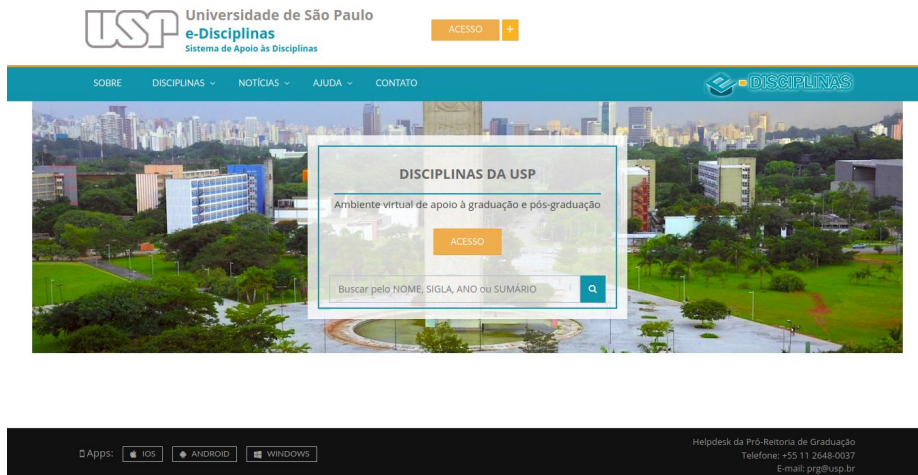 USP
Universidade de São Paulo
e-Disciplinas
Sistema de Apoio às Disciplinas
ACESSO +
SOBRE DISCIPLINAS NOTÍCIAS AJUDA CONTATO
e-DISCIPLINAS
DISCIPLINAS DA USP
Ambiente virtual de apoio à graduação e pós-graduação
ACESSO
Buscar pelo NOME, SIGLA, ANO ou SUMÁRIO
Apps: IOS ANDROID WINDOWS
Helpdesk da Pró-Reitoria de Graduação
Telefone: +55 11 2648-0037
E-mail: prg@usp.br